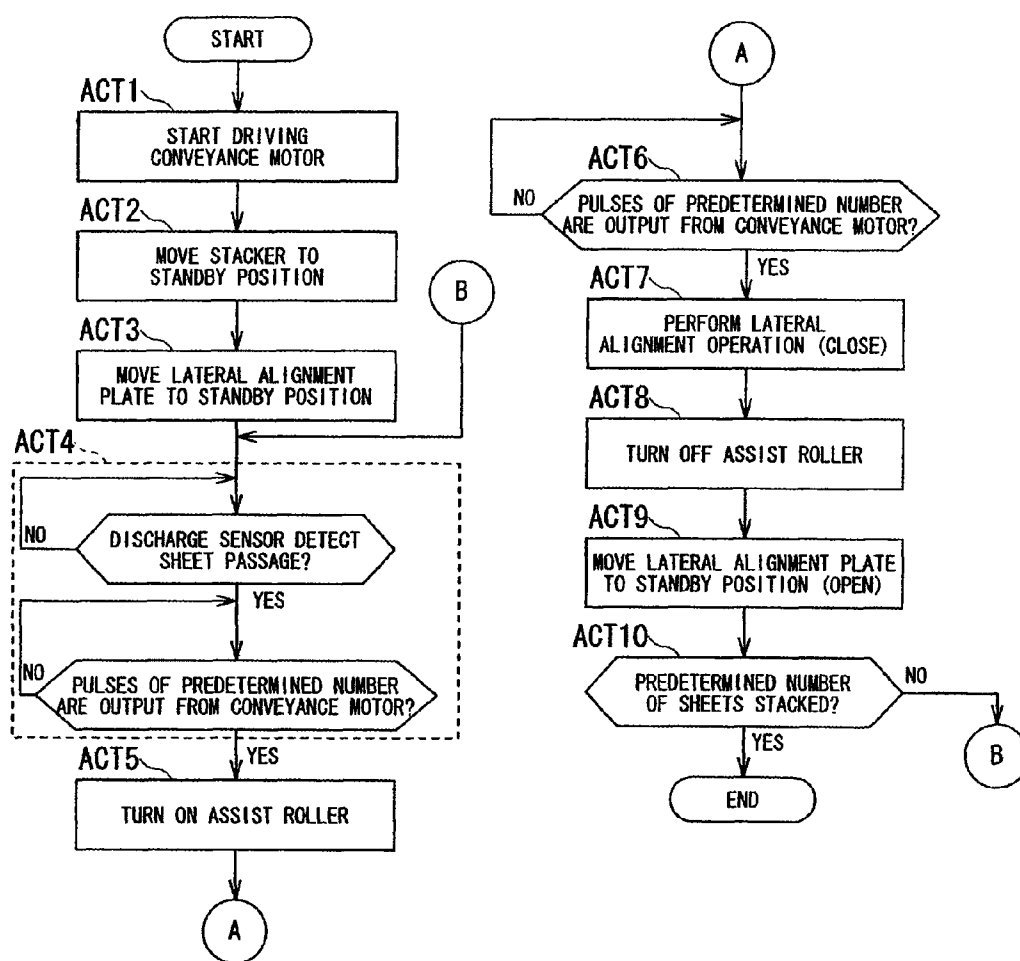 START
ACT1
START DRIVING
CONVEYANCE MOTOR
ACT2
MOVE STACKER TO
STANDBY POSITION
ACT3
MOVE LATERAL ALIGNMENT
PLATE TO STANDBY POSITION
B
ACT4
NO
DISCHARGE SENSOR DETECT
SHEET PASSAGE?
YES
NO
PULSES OF PREDETERMINED NUMBER
ARE OUTPUT FROM CONVEYANCE MOTOR?
YES
ACT5
TURN ON ASSIST ROLLER
A
A
ACT6
NO
PULSES OF PREDETERMINED NUMBER
ARE OUTPUT FROM CONVEYANCE MOTOR?
YES
ACT7
PERFORM LATERAL
ALIGNMENT OPERATION (CLOSE)
ACT8
TURN OFF ASSIST ROLLER
ACT9
MOVE LATERAL ALIGNMENT PLATE
TO STANDBY POSITION (OPEN)
ACT10
PREDETERMINED NUMBER
OF SHEETS STACKED?
NO
YES
B
END